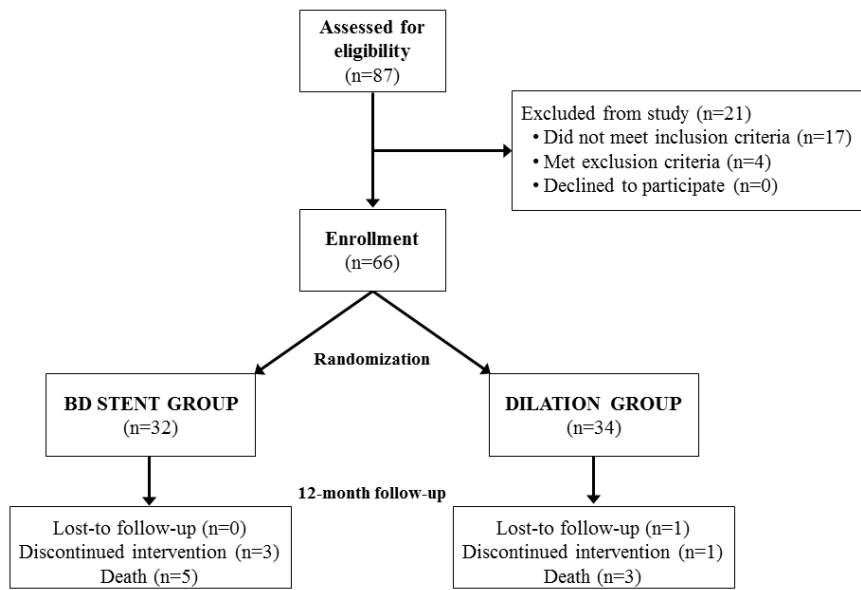 Assessed for
eligibility
(n=87)
Excluded from study (n=21)
• Did not meet inclusion criteria (n=17)
• Met exclusion criteria (n=4)
• Declined to participate (n=0)
Enrollment
(n=66)
Randomization
BD STENT GROUP
(n=32)
DILATION GROUP
(n=34)
12-month follow-up
Lost-to follow-up (n=0)
Discontinued intervention (n=3)
Death (n=5)
Lost-to follow-up (n=1)
Discontinued intervention (n=1)
Death (n=3)